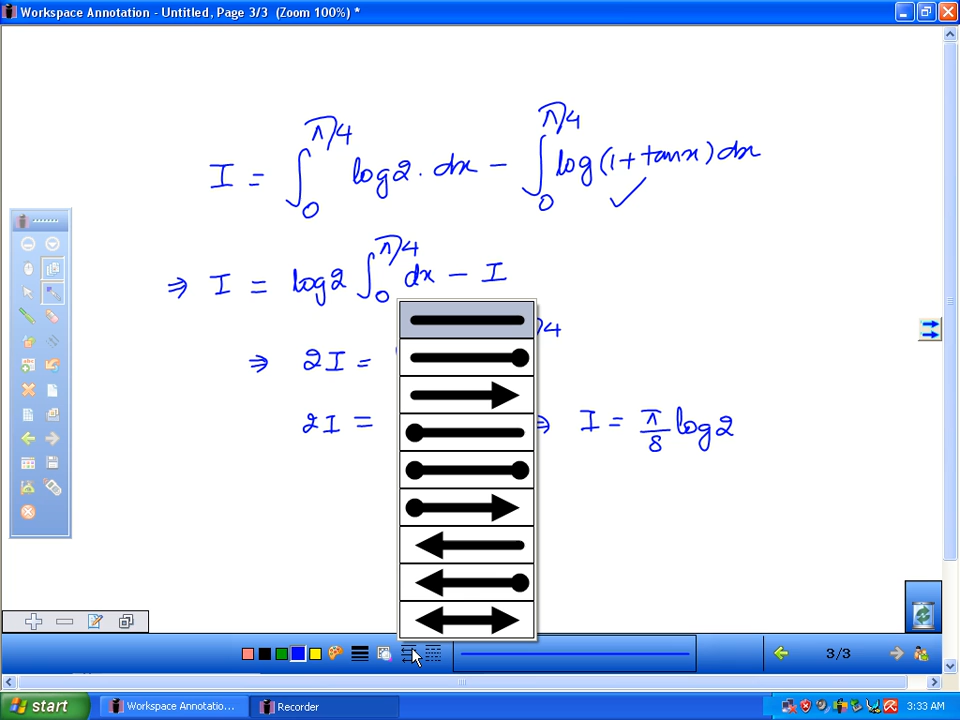 Workspace Annotation - Untitled, Page 3/3 (Zoom 100%) *
I = ∫₀^{π/4} log2 · dx − ∫₀^{π/4} log(1 + tanx) dx ✓
⇒ I = log2 ∫₀^{π/4} dx − I
⇒ 2I =
2I = ⇒ I = π/8 log2
3/3
start
Workspace Annotatio...
Recorder
3:33 AM